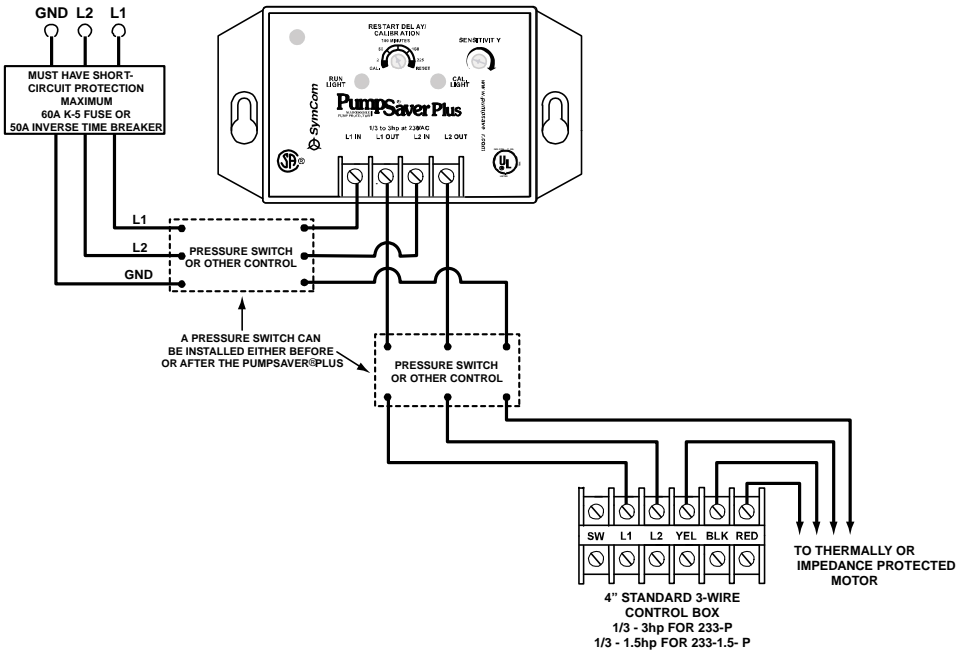 GND L2 L1
MUST HAVE SHORT-
CIRCUIT PROTECTION
MAXIMUM
60A K-5 FUSE OR
50A INVERSE TIME BREAKER
RESTART DELAY/
CALIBRATION
SENSITIVITY
CAL.
RESET
225
RUN
LIGHT
CAL.
LIGHT
SymCom
PumpSaver Plus
1/3 to 3hp at 230VAC
L1 IN L1 OUT L2 IN L2 OUT
SA ®
UL
L1
L2
GND
PRESSURE SWITCH
OR OTHER CONTROL
A PRESSURE SWITCH CAN
BE INSTALLED EITHER BEFORE
OR AFTER THE PUMPSAVER®PLUS
PRESSURE SWITCH
OR OTHER CONTROL
SW L1 L2 YEL BLK RED
TO THERMALLY OR
IMPEDANCE PROTECTED
MOTOR
4” STANDARD 3-WIRE
CONTROL BOX
1/3 - 3hp FOR 233-P
1/3 - 1.5hp FOR 233-1.5- P